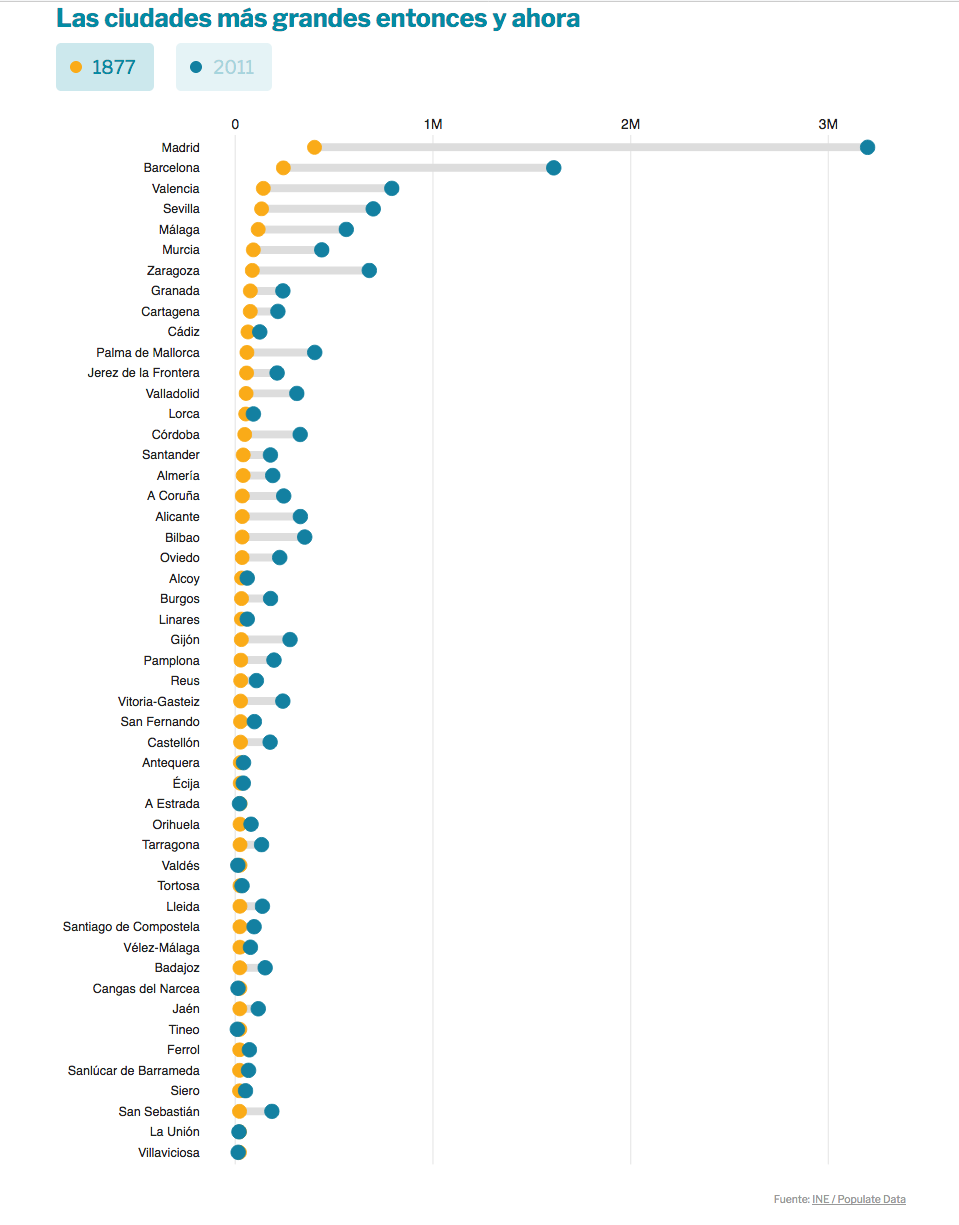 Las ciudades más grandes entonces y ahora
1877 2011
0 1M 2M 3M
Madrid
Barcelona
Valencia
Sevilla
Málaga
Murcia
Zaragoza
Granada
Cartagena
Cádiz
Palma de Mallorca
Jerez de la Frontera
Valladolid
Lorca
Córdoba
Santander
Almería
A Coruña
Alicante
Bilbao
Oviedo
Alcoy
Burgos
Linares
Gijón
Pamplona
Reus
Vitoria-Gasteiz
San Fernando
Castellón
Antequera
Écija
A Estrada
Orihuela
Tarragona
Valdés
Tortosa
Lleida
Santiago de Compostela
Vélez-Málaga
Badajoz
Cangas del Narcea
Jaén
Tineo
Ferrol
Sanlúcar de Barrameda
Siero
San Sebastián
La Unión
Villaviciosa
Fuente: INE / Populate Data